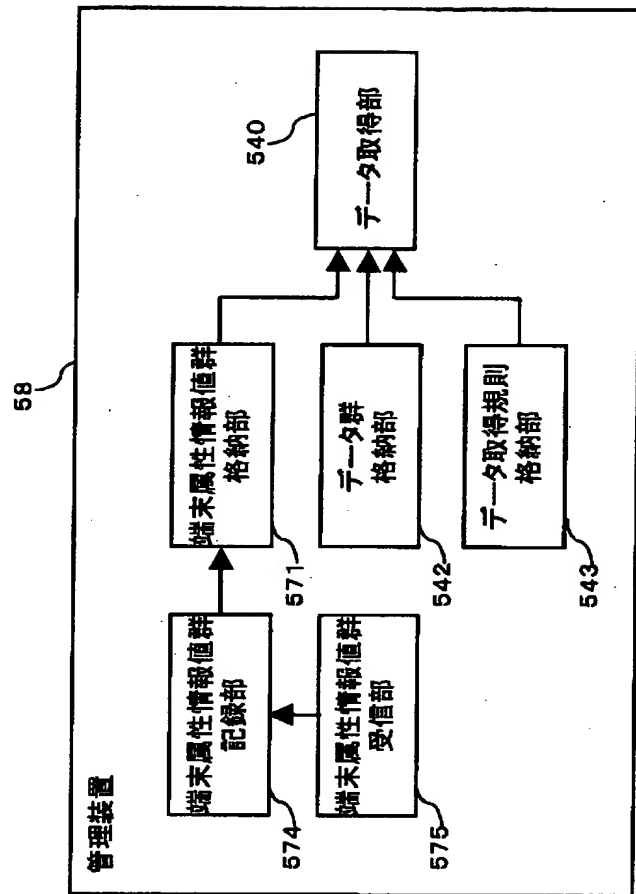 58
管理装置
端末属性情報値群
記録部
574
端末属性情報値群
受信部
575
端末属性情報値群
格納部
571
データ群
格納部
542
データ取得規則
格納部
543
データ取得部
540